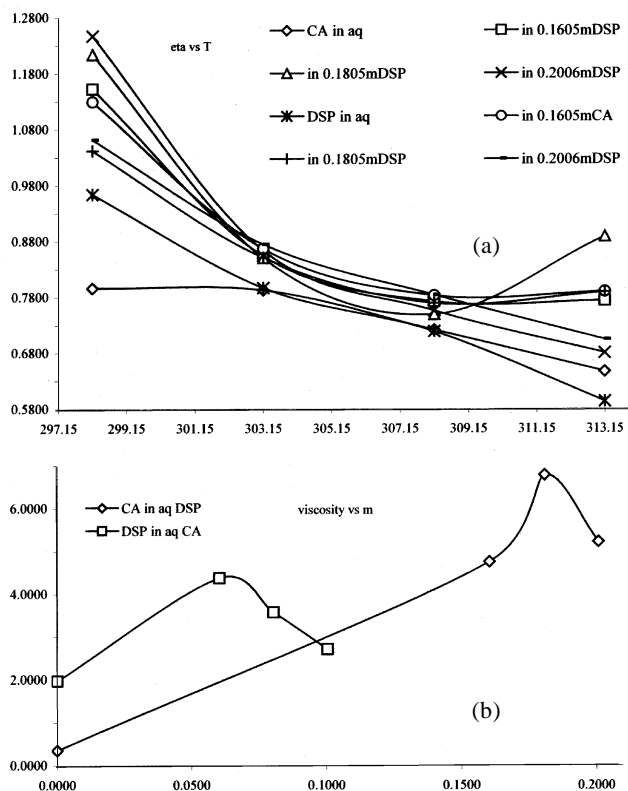 1.2800
1.1800
1.0800
0.9800
0.8800
0.7800
0.6800
0.5800
eta vs T
CA in aq
in 0.1605mDSP
in 0.1805mDSP
in 0.2006mDSP
DSP in aq
in 0.1605mCA
in 0.1805mDSP
in 0.2006mDSP
(a)
297.15 299.15 301.15 303.15 305.15 307.15 309.15 311.15 313.15
6.0000
4.0000
2.0000
0.0000
CA in aq DSP
DSP in aq CA
viscosity vs m
(b)
0.0000 0.0500 0.1000 0.1500 0.2000